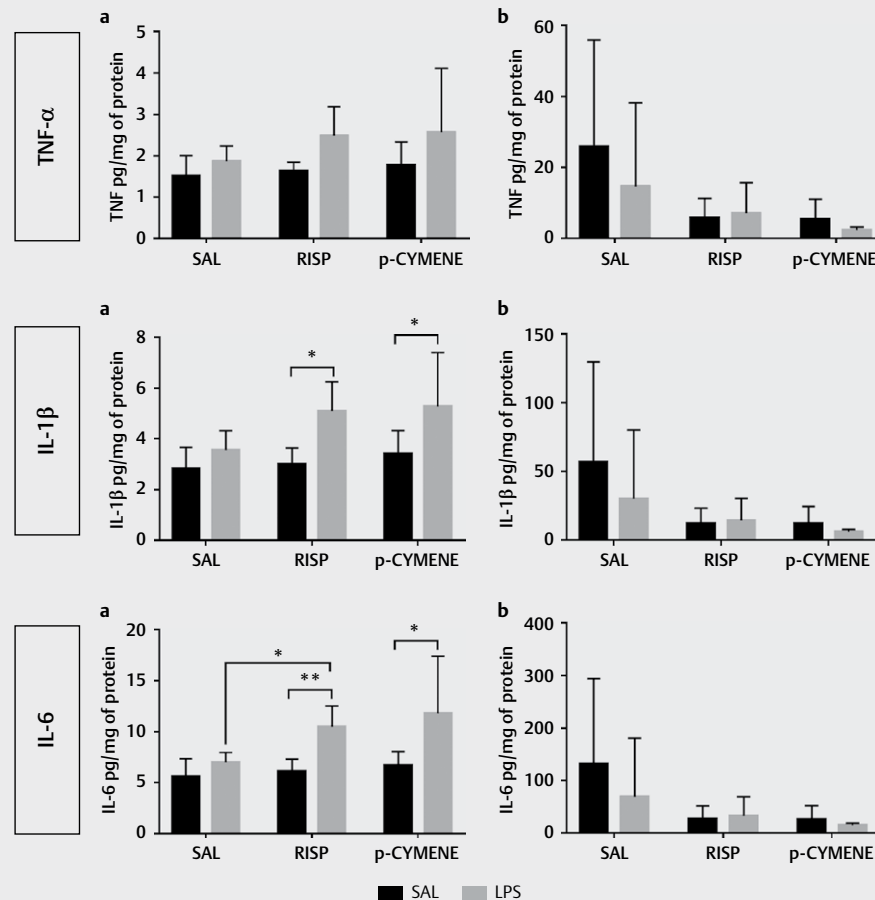 a
b
TNF-α
TNF pg/mg of protein
5
4
3
2
1
0
SAL
RISP
p-CYMENE
TNF pg/mg of protein
60
40
20
0
SAL
RISP
p-CYMENE
a
b
IL-1β
IL-1β pg/mg of protein
8
6
4
2
0
*
*
SAL
RISP
p-CYMENE
IL-1β pg/mg of protein
150
100
50
0
SAL
RISP
p-CYMENE
a
b
IL-6
IL-6 pg/mg of protein
20
15
10
5
0
*
**
*
SAL
RISP
p-CYMENE
IL-6 pg/mg of protein
400
300
200
100
0
SAL
RISP
p-CYMENE
SAL
LPS